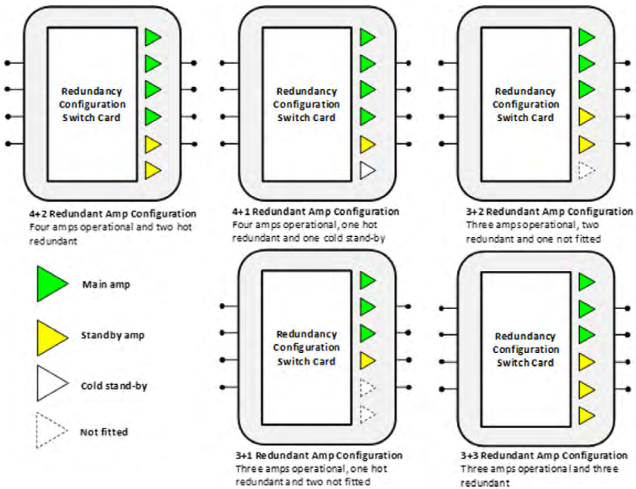 Redundancy
Configuration
Switch Card
Redundancy
Configuration
Switch Card
Redundancy
Configuration
Switch Card
4+2 Redundant Amp Configuration
Four amps operational and two hot
redundant
4+1 Redundant Amp Configuration
Four amps operational, one hot
redundant and one cold stand-by
3+2 Redundant Amp Configuration
Three amps operational, two
redundant and one not fitted
Main amp
Standby amp
Cold stand-by
Not fitted
Redundancy
Configuration
Switch Card
Redundancy
Configuration
Switch Card
3+1 Redundant Amp Configuration
Three amps operational, one hot
redundant and two not fitted
3+3 Redundant Amp Configuration
Three amps operational and three
redundant